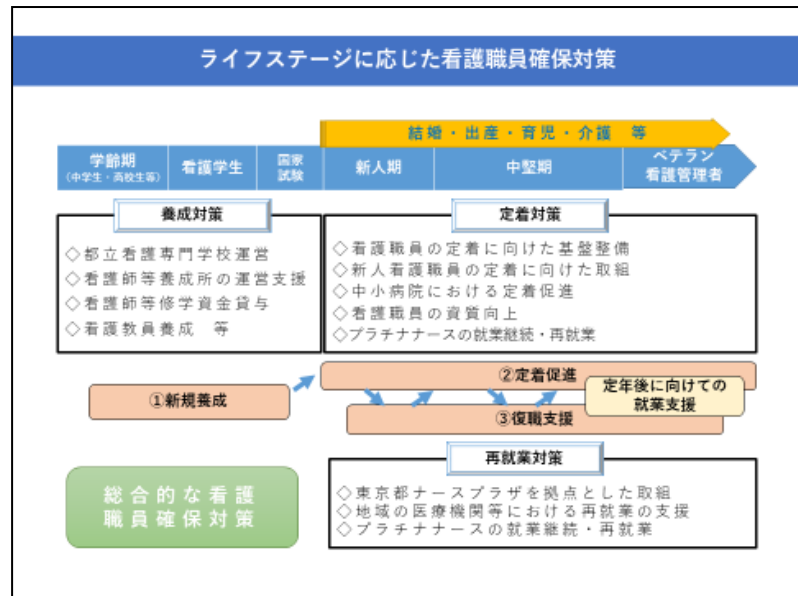 ライフステージに応じた看護職員確保対策
結婚・出産・育児・介護 等
学齢期
(中学生・高校生等)
看護学生
国家
試験
新人期
中堅期
ベテラン
看護管理者
養成対策
◇都立看護専門学校運営
◇看護師等養成所の運営支援
◇看護師等修学資金貸与
◇看護教員養成 等
定着対策
◇看護職員の定着に向けた基盤整備
◇新人看護職員の定着に向けた取組
◇中小病院における定着促進
◇看護職員の資質向上
◇プラチナナースの就業継続・再就業
①新規養成
②定着促進
定年後に向けての
就業支援
③復職支援
総合的な看護
職員確保対策
再就業対策
◇東京都ナースプラザを拠点とした取組
◇地域の医療機関等における再就業の支援
◇プラチナナースの就業継続・再就業